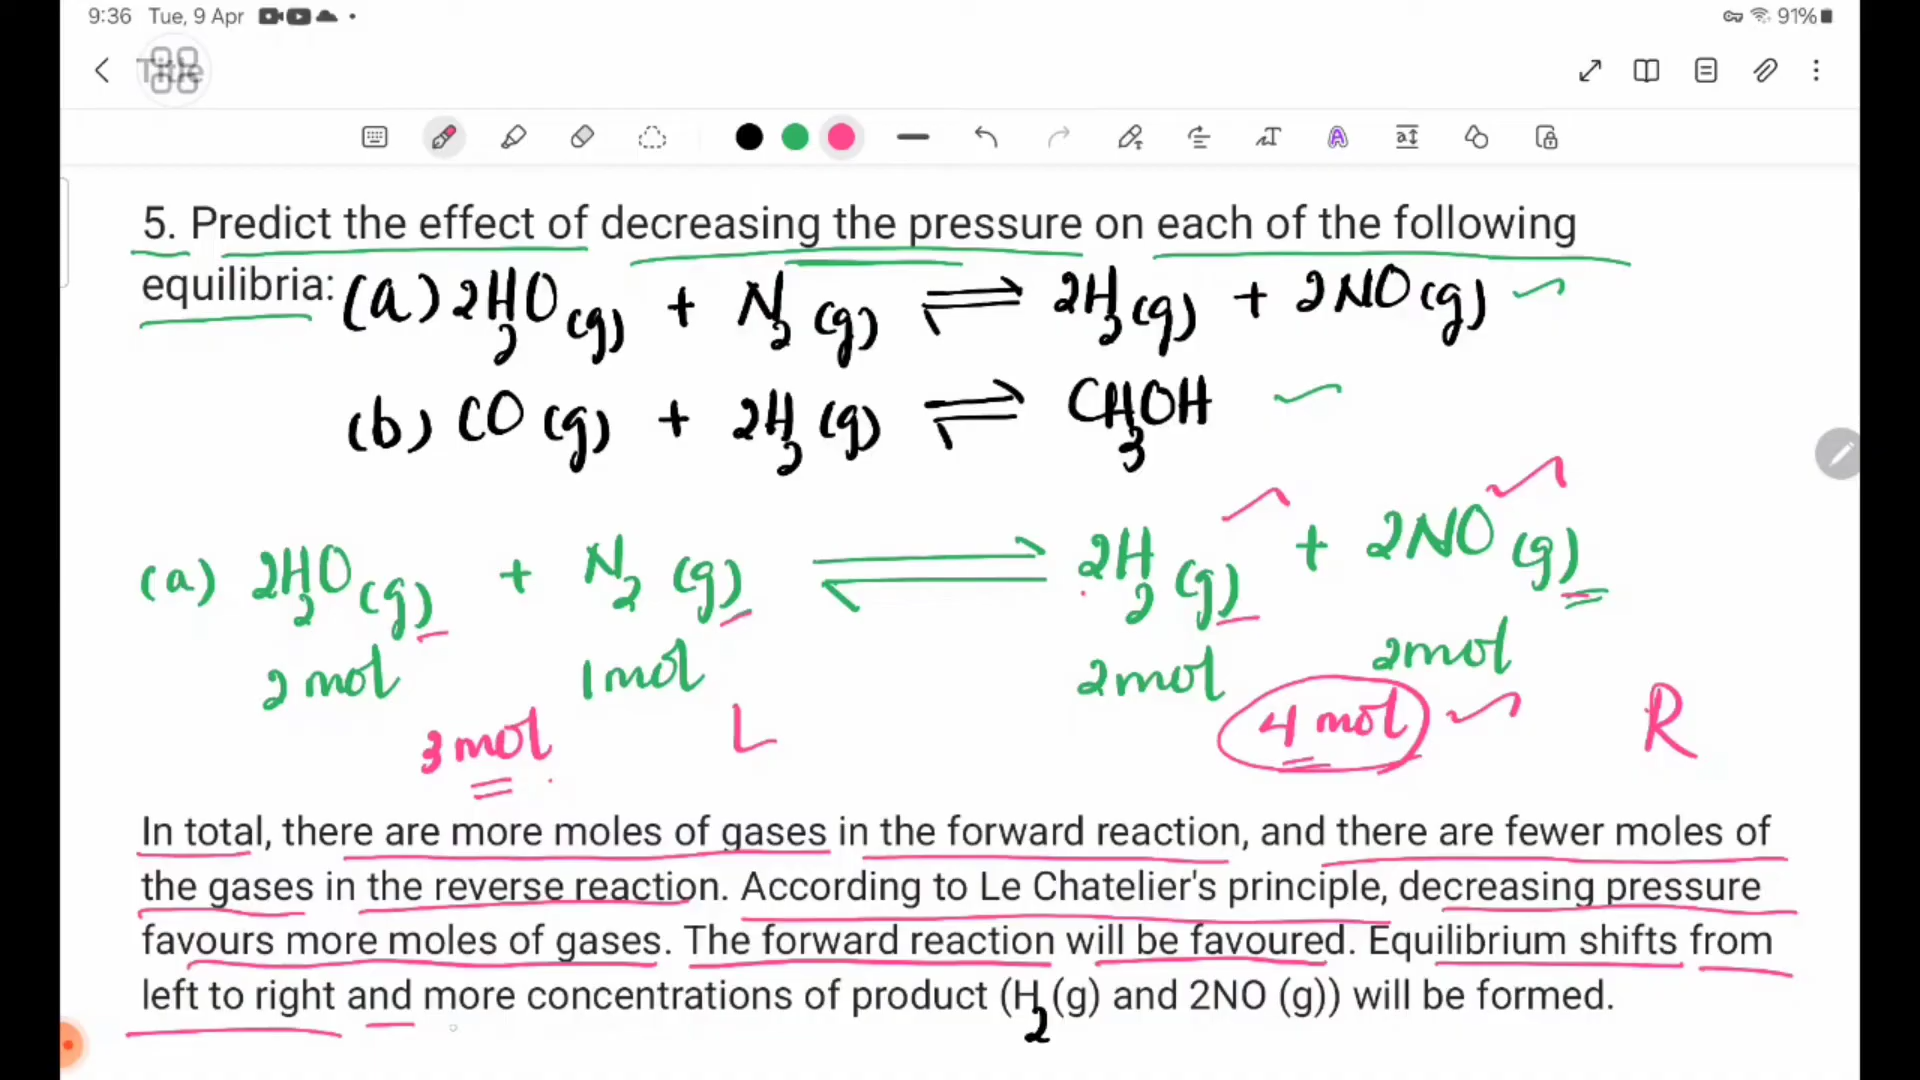 9:36 Tue, 9 Apr 91%
Title
5. Predict the effect of decreasing the pressure on each of the following
equilibria: (a) 2H₂O (g) + N₂ (g) ⇌ 2H₂ (g) + 2NO (g)
(b) CO (g) + 2H₂ (g) ⇌ CH₃OH
(a) 2H₂O (g) + N₂ (g) ⇌ 2H₂ (g) + 2NO (g)
2 mol 1 mol 2 mol 2 mol
3 mol L 4 mol R
In total, there are more moles of gases in the forward reaction, and there are fewer moles of
the gases in the reverse reaction. According to Le Chatelier's principle, decreasing pressure
favours more moles of gases. The forward reaction will be favoured. Equilibrium shifts from
left to right and more concentrations of product (H₂(g) and 2NO (g)) will be formed.